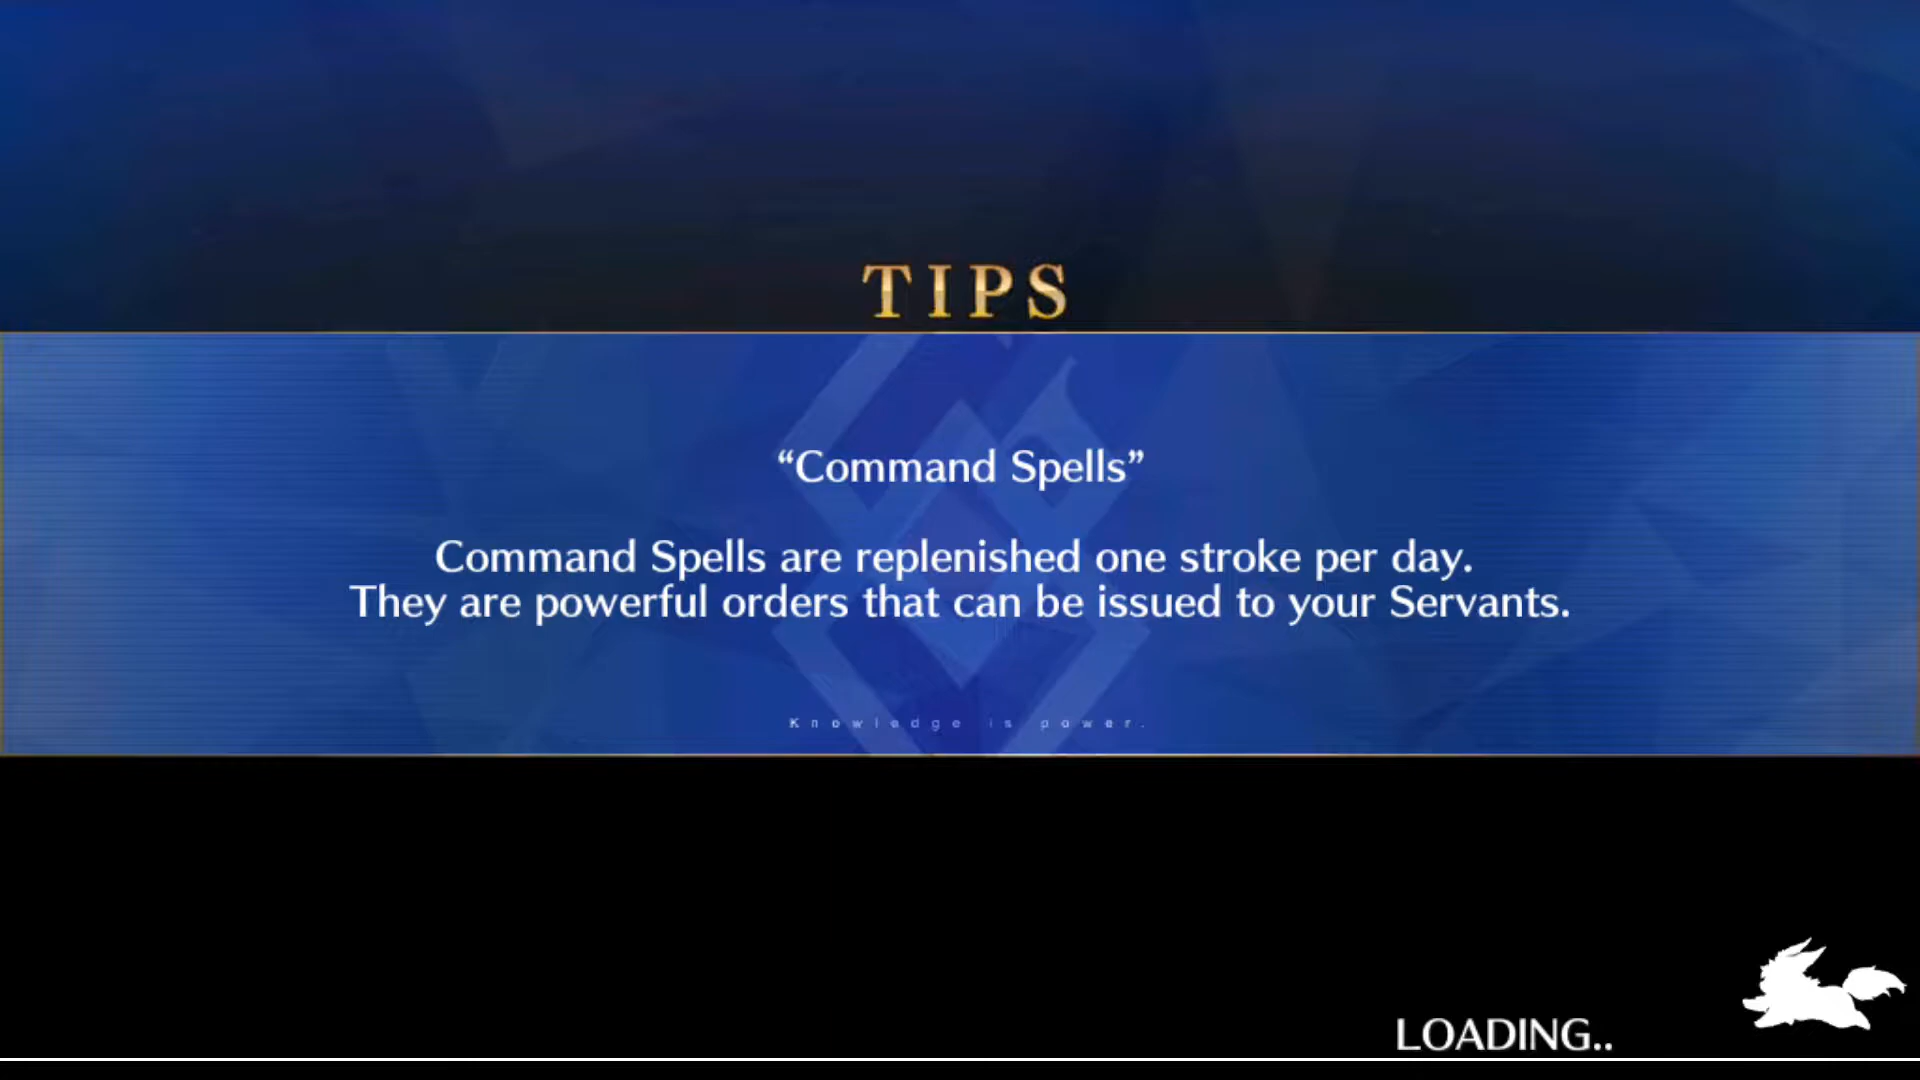 TIPS
“Command Spells”
Command Spells are replenished one stroke per day.
They are powerful orders that can be issued to your Servants.
Knowledge is power.
LOADING..